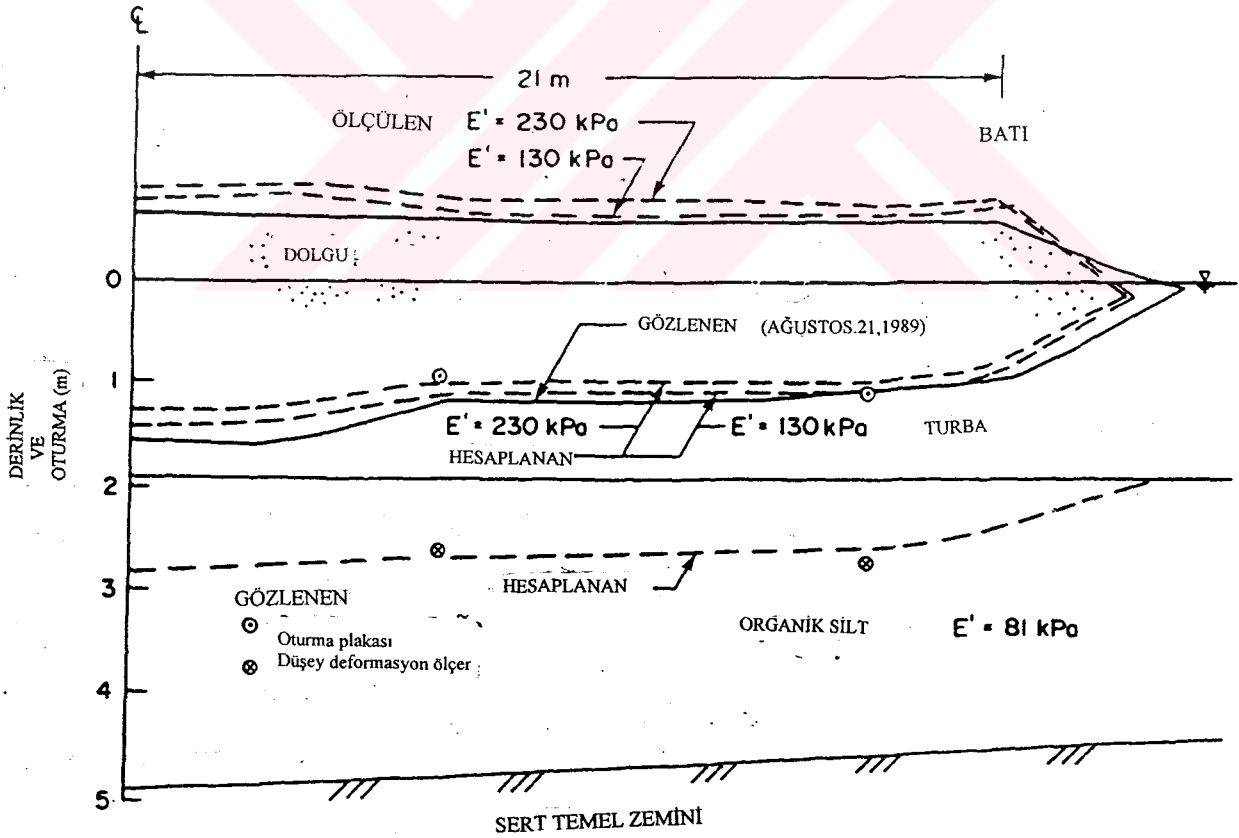 ℄
21 m
ÖLÇÜLEN E' = 230 kPa
E' = 130 kPa
BATI
DOLGU
0
GÖZLENEN (AĞUSTOS.21,1989)
1
E' = 230 kPa E' = 130 kPa
TURBA
HESAPLANAN
DERİNLİK
VE
OTURMA (m)
2
3
HESAPLANAN
GÖZLENEN
Oturma plakası
Düşey deformasyon ölçer
ORGANİK SİLT E' = 81 kPa
4
5
SERT TEMEL ZEMİNİ